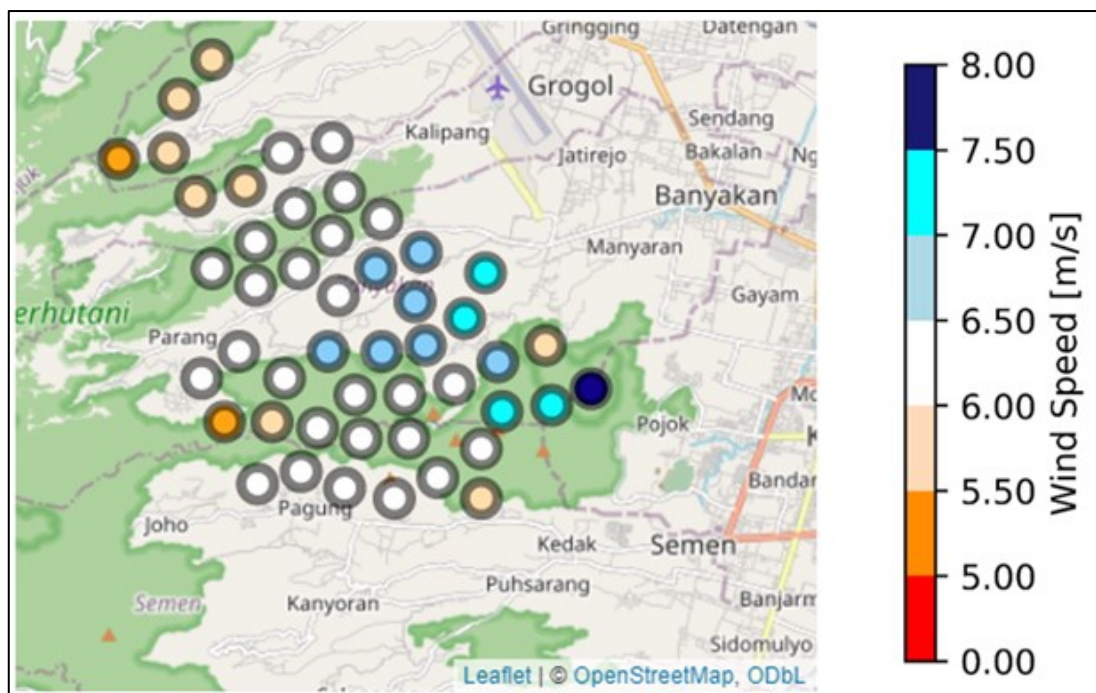 Gringging
Datengan
Grogol
Kalipang
Sendang
Jatirejo
Bakalan
Banyakan
Manyaran
erhutani
Gayam
Parang
Pojok
Bandar
Pagung
Joho
Kedak
Semen
Puhsarang
Semen
Kanyoran
Banjarm
Sidomulyo
Leaflet | © OpenStreetMap, ODbL
8.00
7.50
7.00
6.50
6.00
5.50
5.00
0.00
Wind Speed [m/s]